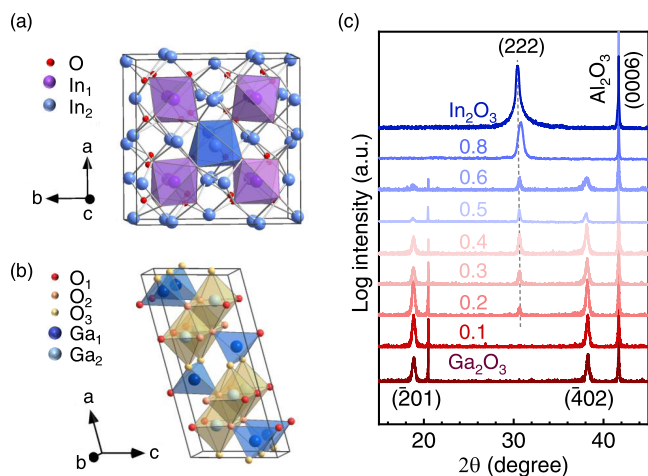 (a)
O
In₁
In₂
a
b
c
(b)
O₁
O₂
O₃
Ga₁
Ga₂
a
b
c
(c)
(222)
Al₂O₃
(0006)
In₂O₃
0.8
0.6
0.5
0.4
0.3
0.2
0.1
Ga₂O₃
(2̄01)
(4̄02)
Log intensity (a.u.)
20
30
40
2θ (degree)